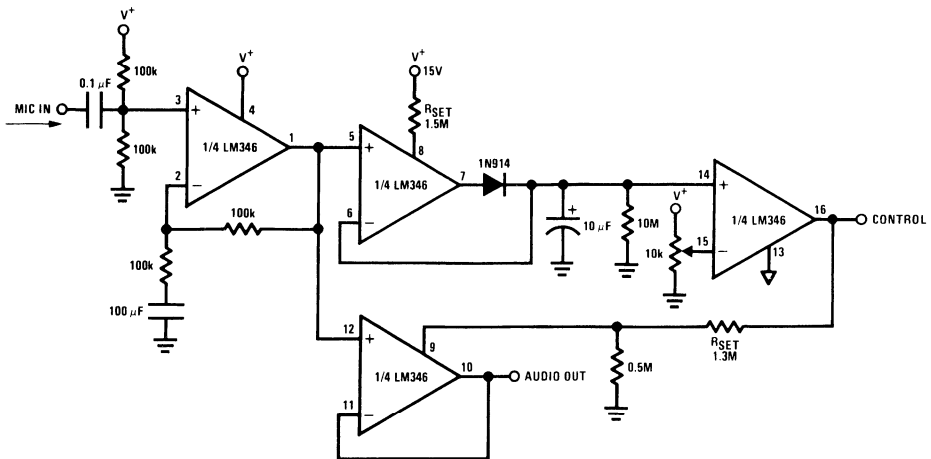 V+
100k
0.1 μF
MIC IN
100k
3
+
V+
4
1/4 LM346
1
2
−
100k
100k
100 μF
V+
15V
RSET
1.5M
8
5
+
1/4 LM346
7
6
−
1N914
+
10 μF
10M
V+
10k
14
+
1/4 LM346
16
15
−
13
CONTROL
12
+
9
1/4 LM346
10
11
−
AUDIO OUT
0.5M
RSET
1.3M